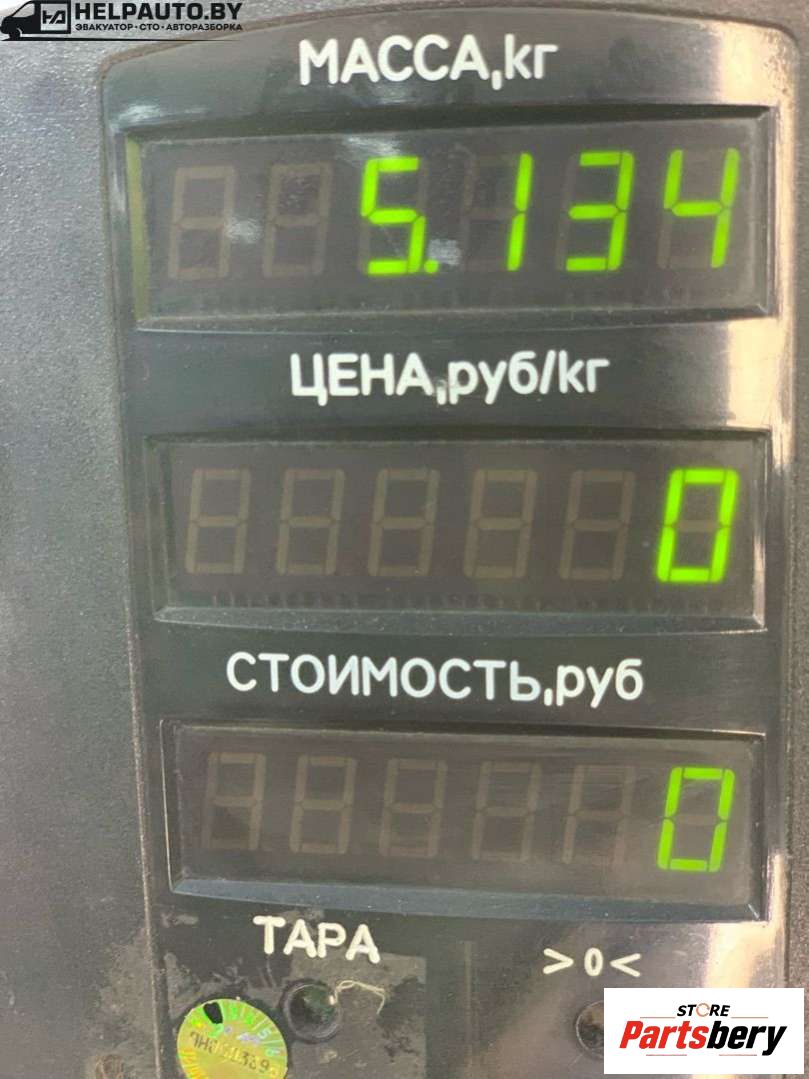 HELPAUTO.BY
ЭВАКУАТОР • СТО • АВТОРАЗБОРКА
МАССА,кг
5.134
ЦЕНА,руб/кг
0
СТОИМОСТЬ,руб
0
ТАРА
>0<
STORE
Partsbery